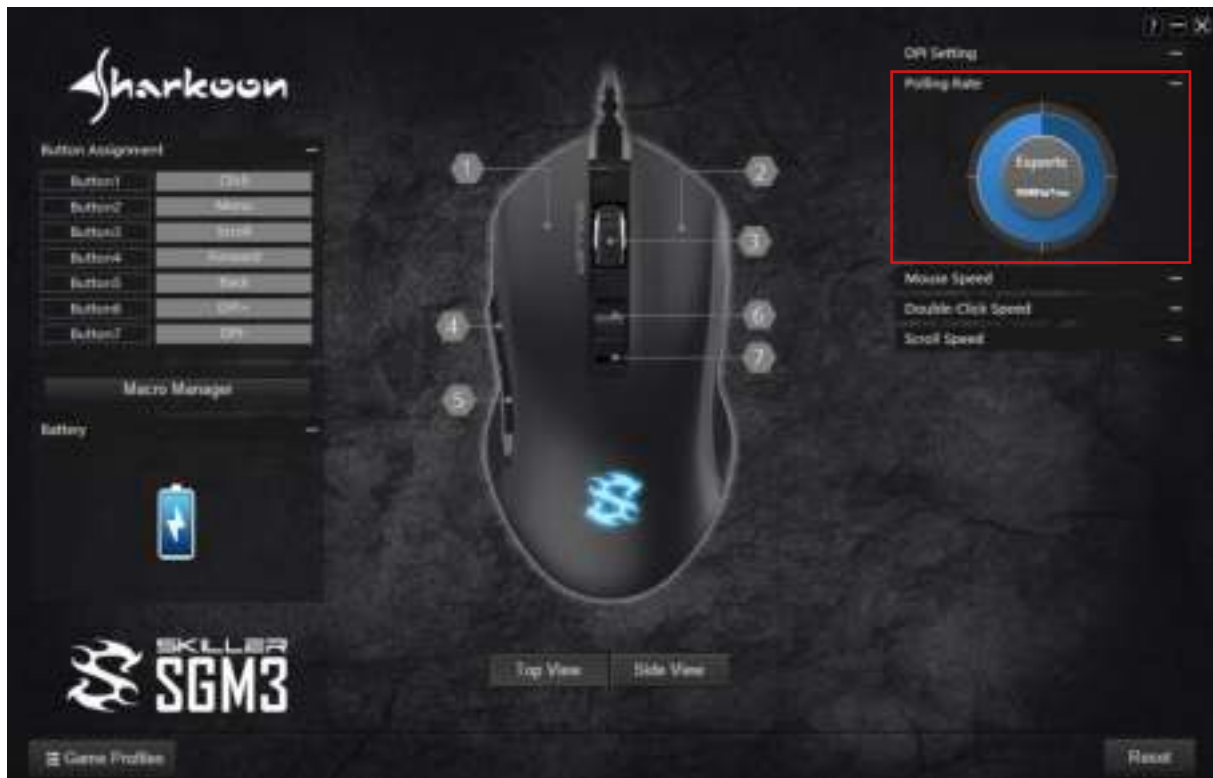 Sharkoon
Button Assignment
Button1 Click
Button2 Menu
Button3 Scroll
Button4 Forward
Button5 Back
Button6 DPI+
Button7 DPI-
Macro Manager
Battery
SKILLER
SGM3
Game Profiles
1
2
3
4
5
6
7
Top View
Side View
?
DPI Setting
Polling Rate
Esports
Mouse Speed
Double-Click Speed
Scroll Speed
Reset